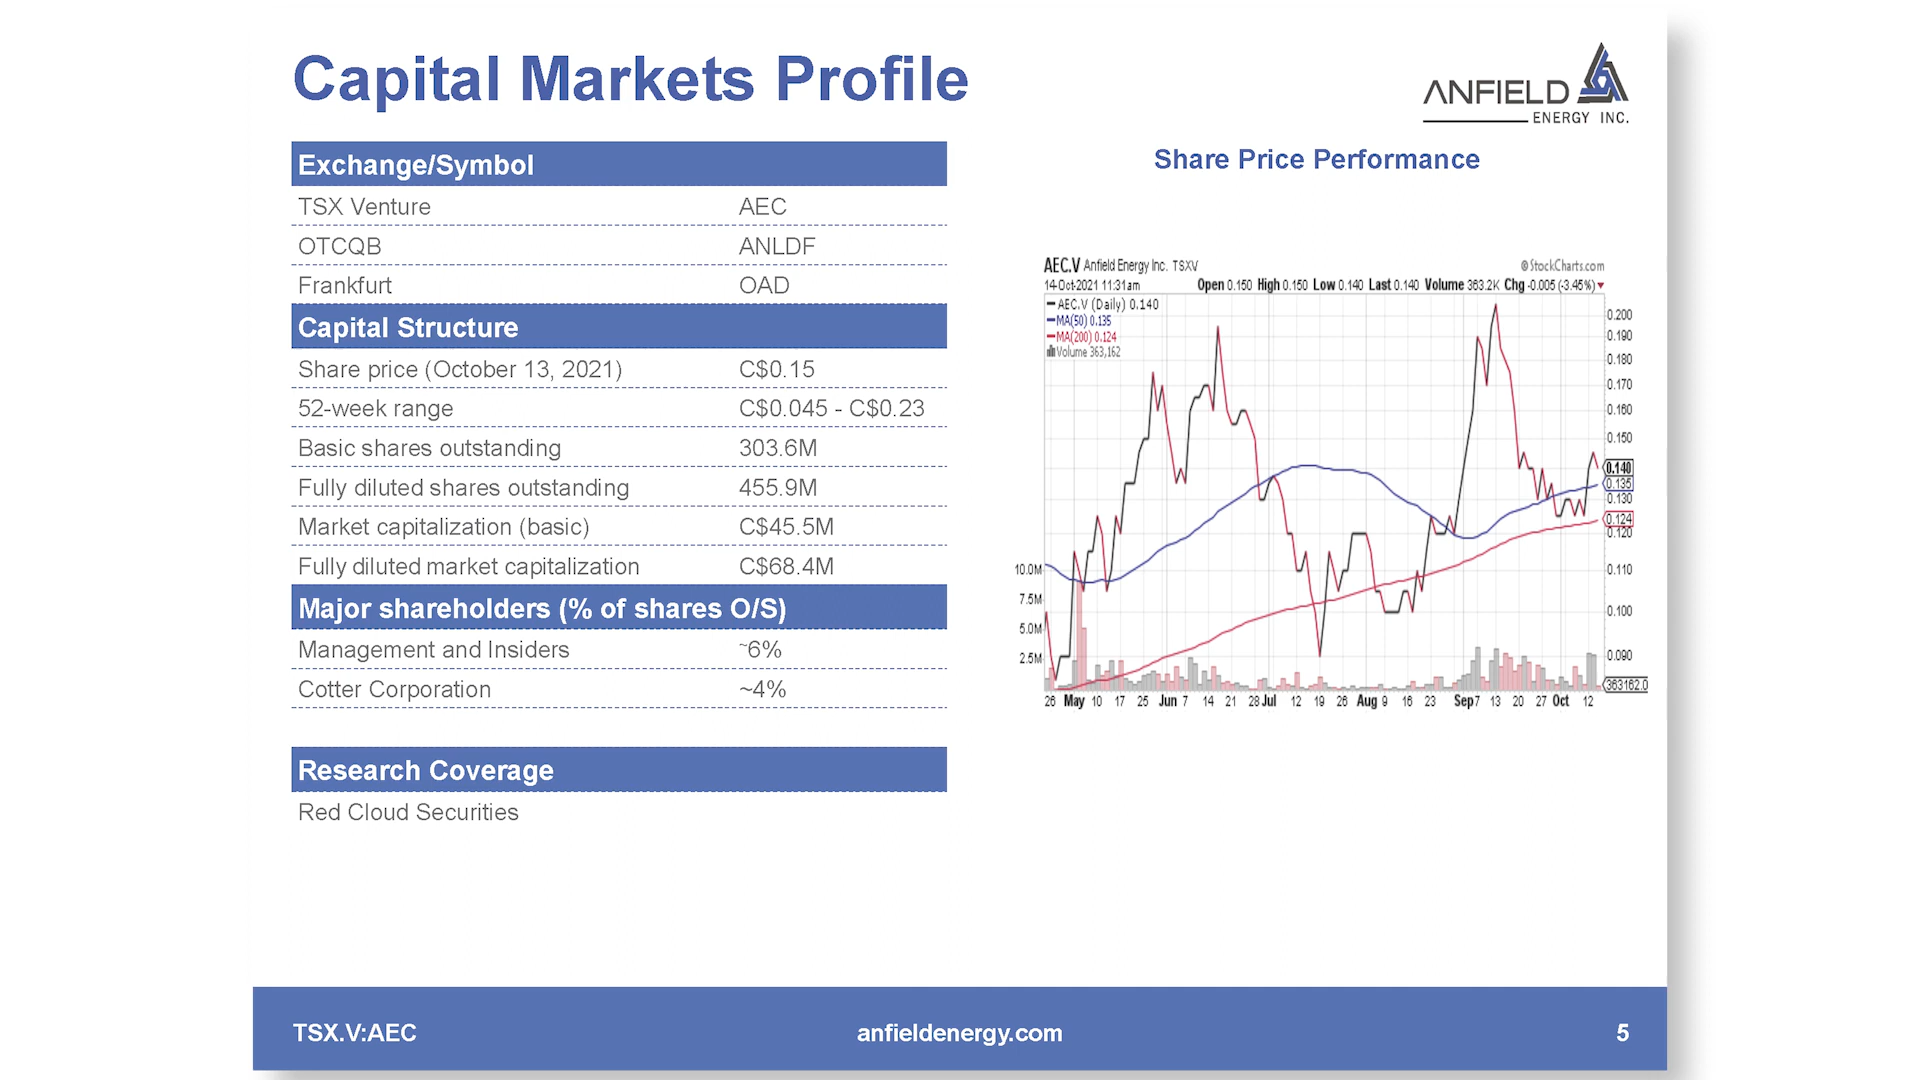 Capital Markets Profile
ANFIELD
ENERGY INC.
Exchange/Symbol
TSX Venture AEC
OTCQB ANLDF
Frankfurt OAD
Capital Structure
Share price (October 13, 2021) C$0.15
52-week range C$0.045 - C$0.23
Basic shares outstanding 303.6M
Fully diluted shares outstanding 455.9M
Market capitalization (basic) C$45.5M
Fully diluted market capitalization C$68.4M
Major shareholders (% of shares O/S)
Management and Insiders ~6%
Cotter Corporation ~4%
Research Coverage
Red Cloud Securities
Share Price Performance
AEC.V Anfield Energy Inc. TSXV ©StockCharts.com
14-Oct-2021 11:31am Open 0.150 High 0.150 Low 0.140 Last 0.140 Volume 363.2K Chg -0.005 (-3.45%)
AEC.V (Daily) 0.140
MA(50) 0.135
MA(200) 0.124
Volume 363,162
0.200
0.190
0.180
0.170
0.160
0.150
0.140
0.135
0.130
0.124
0.120
0.110
0.100
0.090
363162.0
10.0M
7.5M
5.0M
2.5M
26 May 10 17 25 Jun 7 14 21 28 Jul 12 19 26 Aug 9 16 23 Sep 7 13 20 27 Oct 12
TSX.V:AEC anfieldenergy.com 5